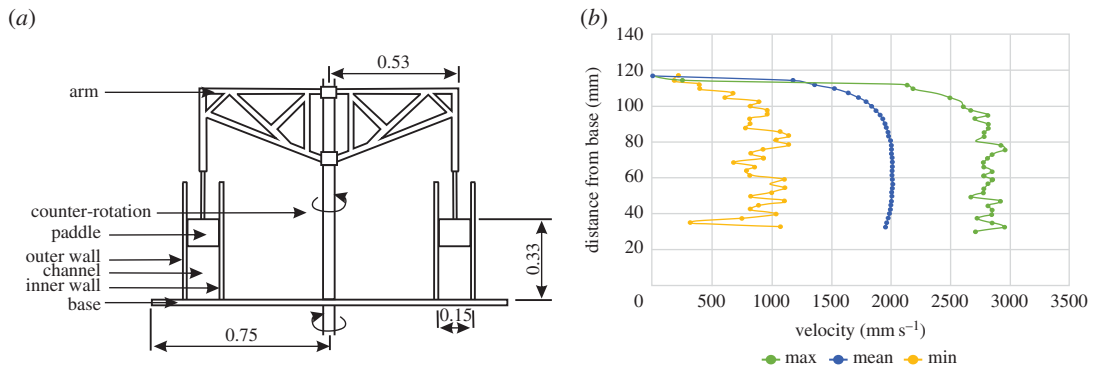 (a)
0.53
arm
counter-rotation
paddle
outer wall
channel
inner wall
base
0.33
0.15
0.75
(b)
140
120
100
80
60
40
20
distance from base (mm)
0 500 1000 1500 2000 2500 3000 3500
velocity (mm s⁻¹)
max mean min